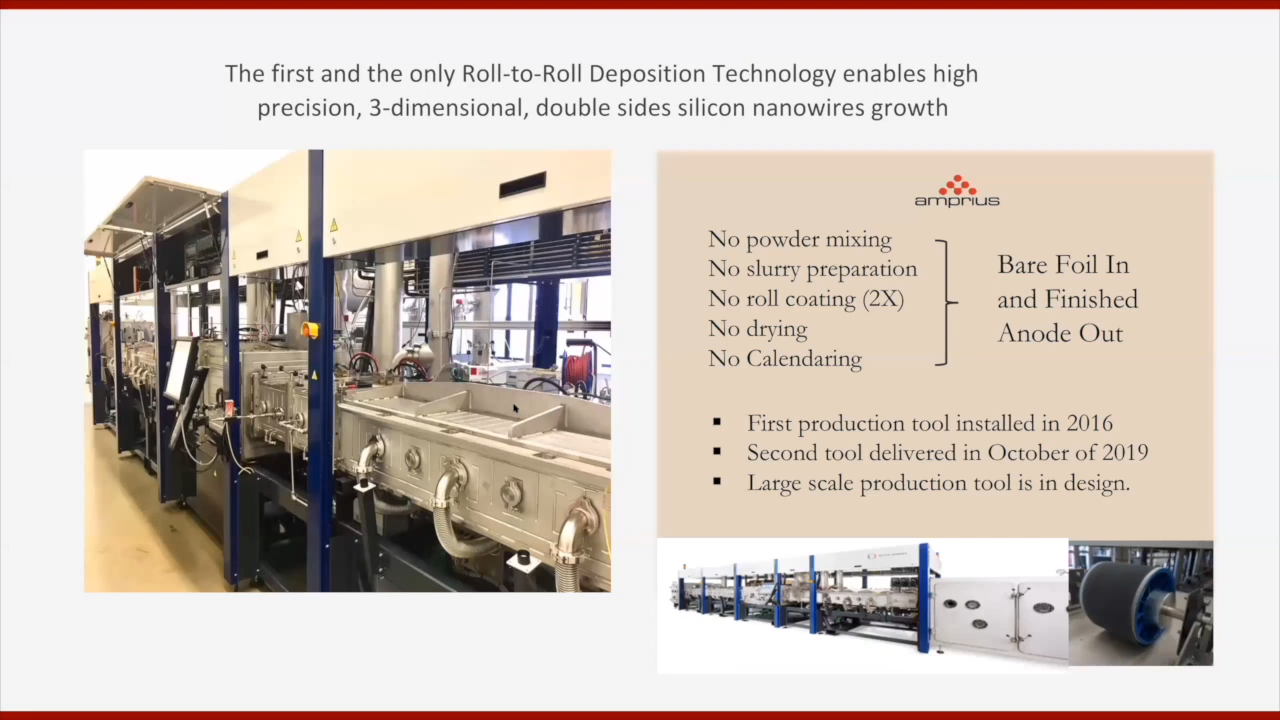 The first and the only Roll-to-Roll Deposition Technology enables high
precision, 3-dimensional, double sides silicon nanowires growth
amprius
No powder mixing
No slurry preparation
No roll coating (2X)
No drying
No Calendaring
Bare Foil In
and Finished
Anode Out
▪ First production tool installed in 2016
▪ Second tool delivered in October of 2019
▪ Large scale production tool is in design.